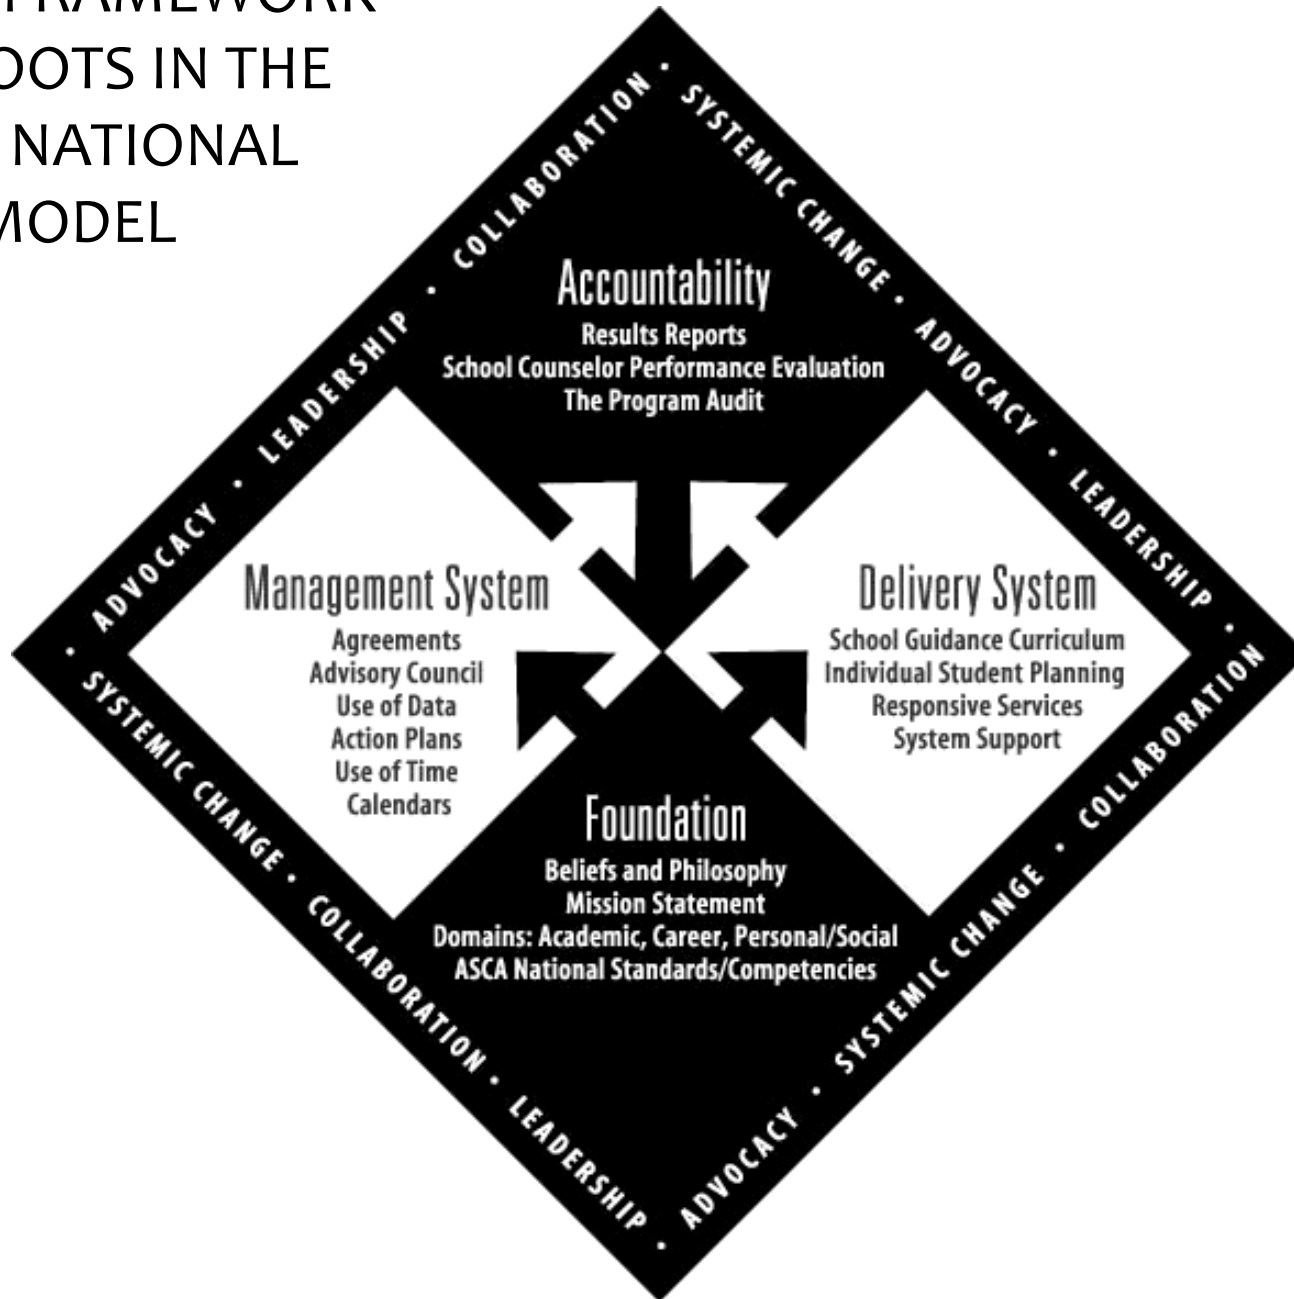 FRAMEWORK
OOTS IN THE
NATIONAL
MODEL
• ADVOCACY • LEADERSHIP • COLLABORATION •
SYSTEMIC CHANGE • ADVOCACY • LEADERSHIP •
Accountability
Results Reports
School Counselor Performance Evaluation
The Program Audit
Management System
Agreements
Advisory Council
Use of Data
Action Plans
Use of Time
Calendars
Delivery System
School Guidance Curriculum
Individual Student Planning
Responsive Services
System Support
Foundation
Beliefs and Philosophy
Mission Statement
Domains: Academic, Career, Personal/Social
ASCA National Standards/Competencies
SYSTEMIC CHANGE • COLLABORATION • LEADERSHIP •
ADVOCACY • SYSTEMIC CHANGE • COLLABORATION